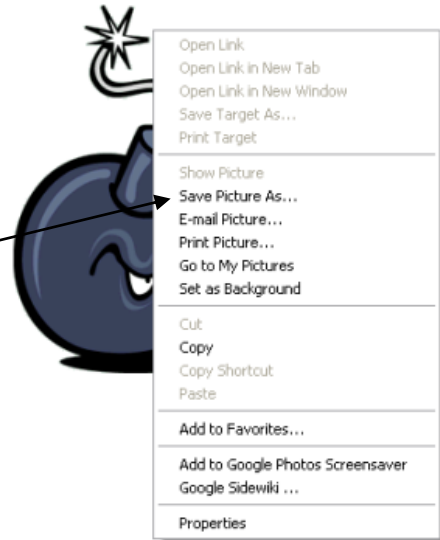 Open Link
Open Link in New Tab
Open Link in New Window
Save Target As...
Print Target
Show Picture
Save Picture As...
E-mail Picture...
Print Picture...
Go to My Pictures
Set as Background
Cut
Copy
Copy Shortcut
Paste
Add to Favorites...
Add to Google Photos Screensaver
Google Sidewiki ...
Properties